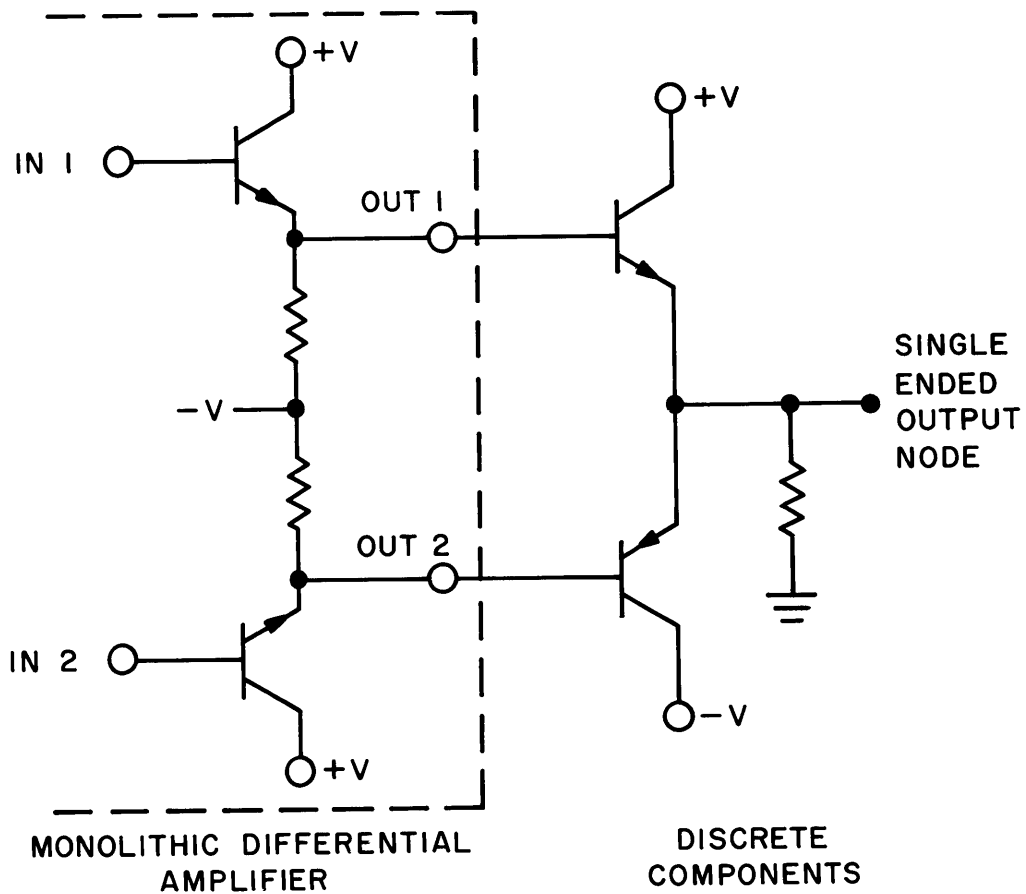 +V
+V
IN 1
OUT 1
SINGLE
ENDED
OUTPUT
NODE
-V
OUT 2
IN 2
-V
+V
MONOLITHIC DIFFERENTIAL
AMPLIFIER
DISCRETE
COMPONENTS